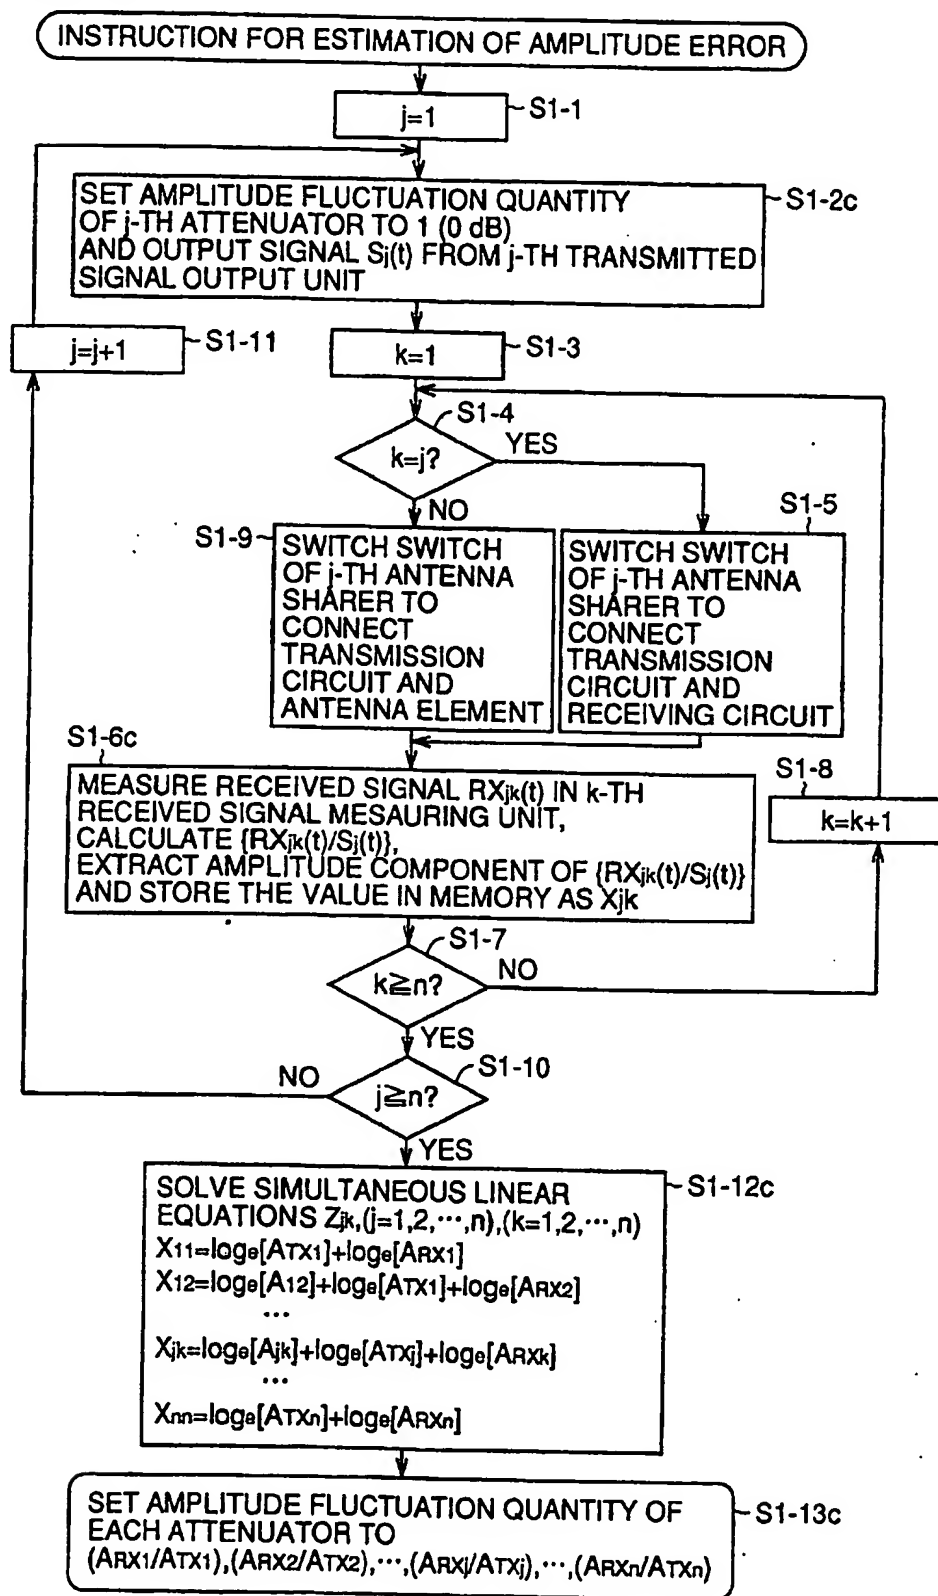 INSTRUCTION FOR ESTIMATION OF AMPLITUDE ERROR
j=1
S1-1
SET AMPLITUDE FLUCTUATION QUANTITY
OF j-TH ATTENUATOR TO 1 (0 dB)
AND OUTPUT SIGNAL Sj(t) FROM j-TH TRANSMITTED
SIGNAL OUTPUT UNIT
S1-2c
j=j+1
S1-11
k=1
S1-3
S1-4
k=j?
YES
NO
S1-9
SWITCH SWITCH
OF j-TH ANTENNA
SHARER TO
CONNECT
TRANSMISSION
CIRCUIT AND
ANTENNA ELEMENT
S1-5
SWITCH SWITCH
OF j-TH ANTENNA
SHARER TO
CONNECT
TRANSMISSION
CIRCUIT AND
RECEIVING CIRCUIT
S1-6c
MEASURE RECEIVED SIGNAL RXjk(t) IN k-TH
RECEIVED SIGNAL MESAURING UNIT,
CALCULATE {RXjk(t)/Sj(t)},
EXTRACT AMPLITUDE COMPONENT OF {RXjk(t)/Sj(t)}
AND STORE THE VALUE IN MEMORY AS Xjk
S1-8
k=k+1
S1-7
k≧n?
NO
YES
S1-10
j≧n?
NO
YES
S1-12c
SOLVE SIMULTANEOUS LINEAR
EQUATIONS Zjk,(j=1,2,⋯,n),(k=1,2,⋯,n)
X11=loge[ATX1]+loge[ARX1]
X12=loge[A12]+loge[ATX1]+loge[ARX2]
⋯
Xjk=loge[Ajk]+loge[ATXj]+loge[ARXk]
⋯
Xnn=loge[ATXn]+loge[ARXn]
SET AMPLITUDE FLUCTUATION QUANTITY OF
EACH ATTENUATOR TO
(ARX1/ATX1),(ARX2/ATX2),⋯,(ARXj/ATXj),⋯,(ARXn/ATXn)
S1-13c